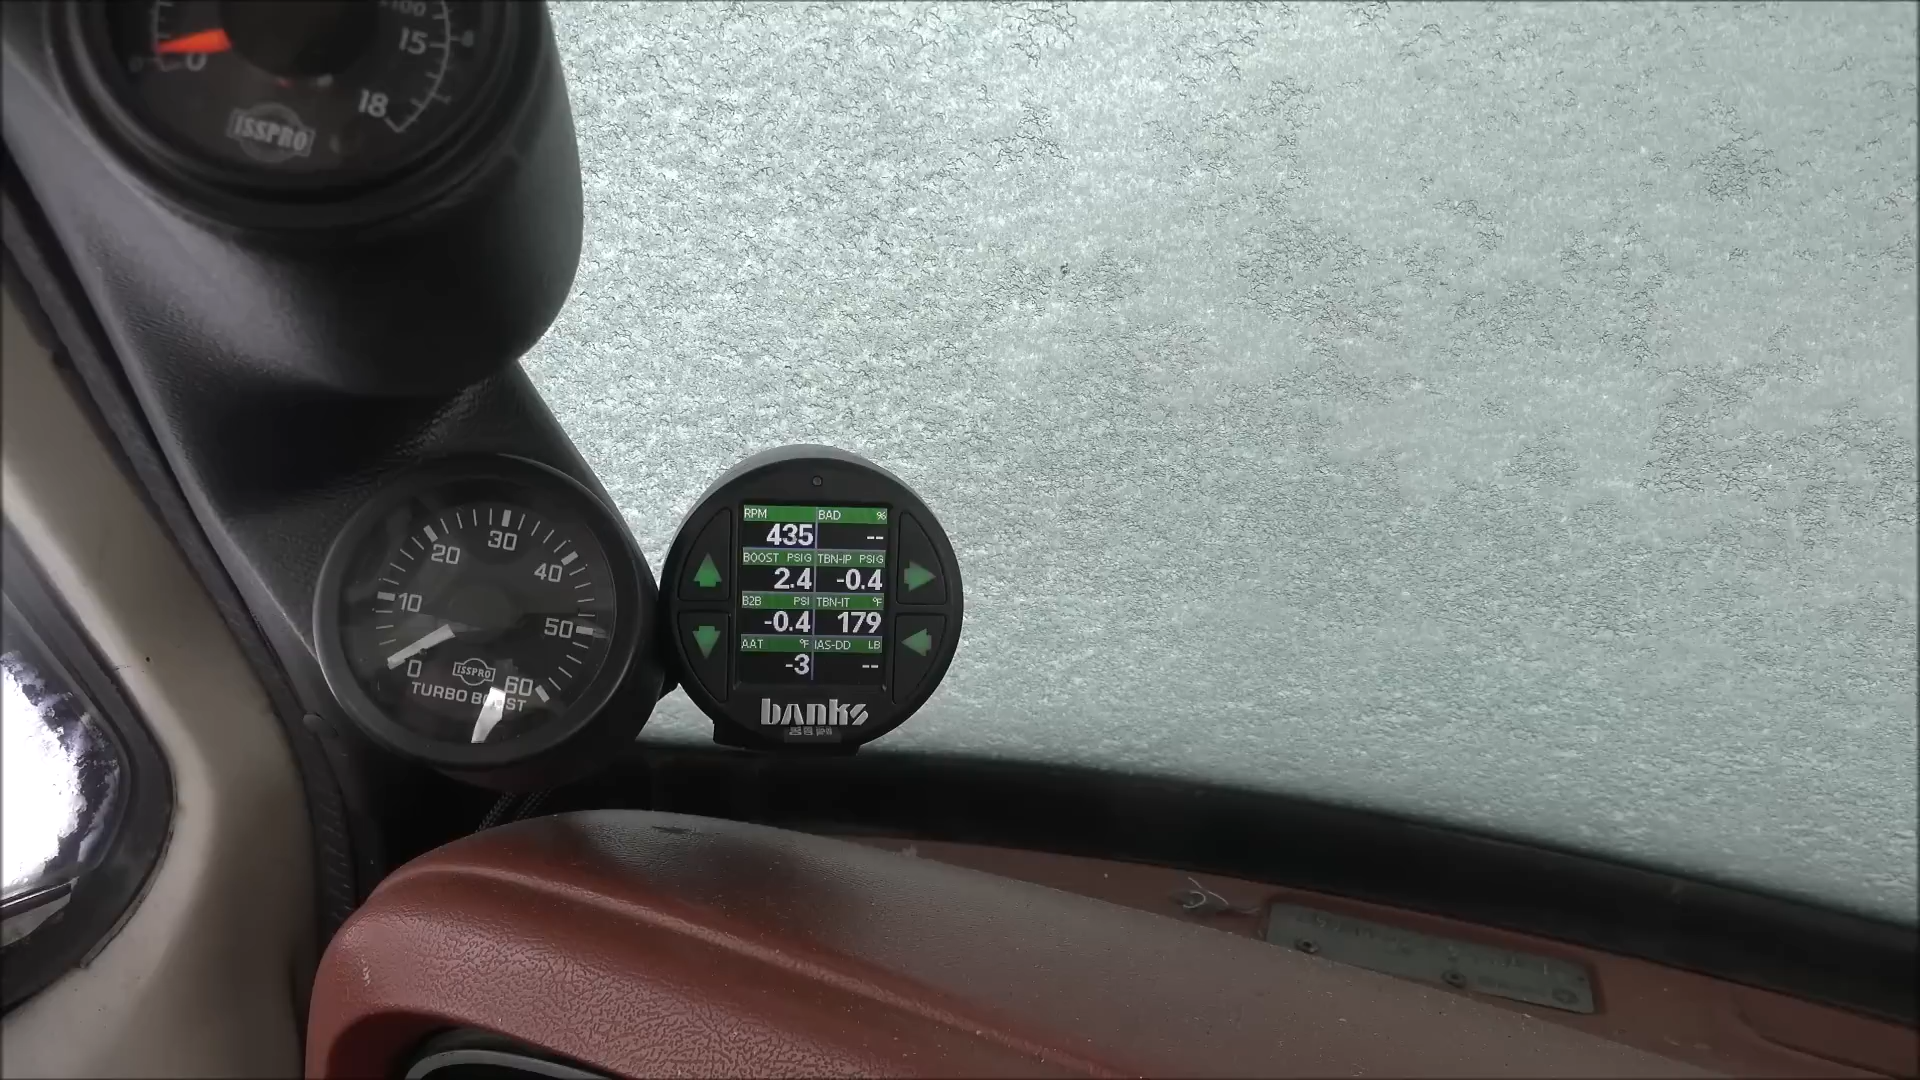 x100
15
0
18
ISSPRO
10
20
30
40
50
60
0
ISSPRO
TURBO BOOST
RPM BAD %
435 --
BOOST PSIG TBN-IP PSIG
2.4 -0.4
B2B PSI TBN-IT °F
-0.4 179
AAT °F IAS-DD LB
-3 --
banks